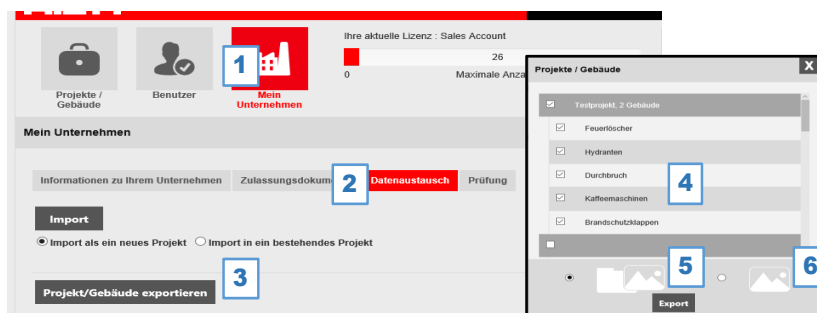 Ihre aktuelle Lizenz : Sales Account
26
0 Maximale Anza
Projekte /
Gebäude
Benutzer
Mein
Unternehmen
1
Mein Unternehmen
Informationen zu Ihrem Unternehmen
Zulassungsdokume
2
Datenaustausch
Prüfung
Import
Import als ein neues Projekt
Import in ein bestehendes Projekt
3
Projekt/Gebäude exportieren
Projekte / Gebäude
X
Testprojekt, 2 Gebäude
Feuerlöscher
Hydranten
Durchbruch
4
Kaffeemaschinen
Brandschutzklappen
5
6
Export